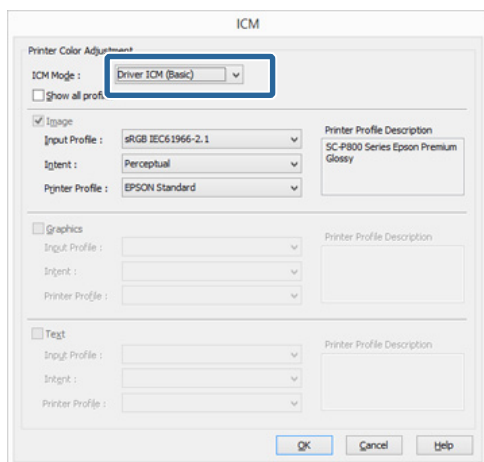 ICM
Printer Color Adjustment
ICM Mode :
Driver ICM (Basic)
Show all
Image
Input Profile :
sRGB IEC61966-2.1
Intent :
Perceptual
Printer Profile :
EPSON Standard
Printer Profile Description
SC-P800 Series Epson Premium
Glossy
Graphics
Input Profile :
Intent :
Printer Profile :
Printer Profile Description
Text
Input Profile :
Intent :
Printer Profile :
Printer Profile Description
OK
Cancel
Help